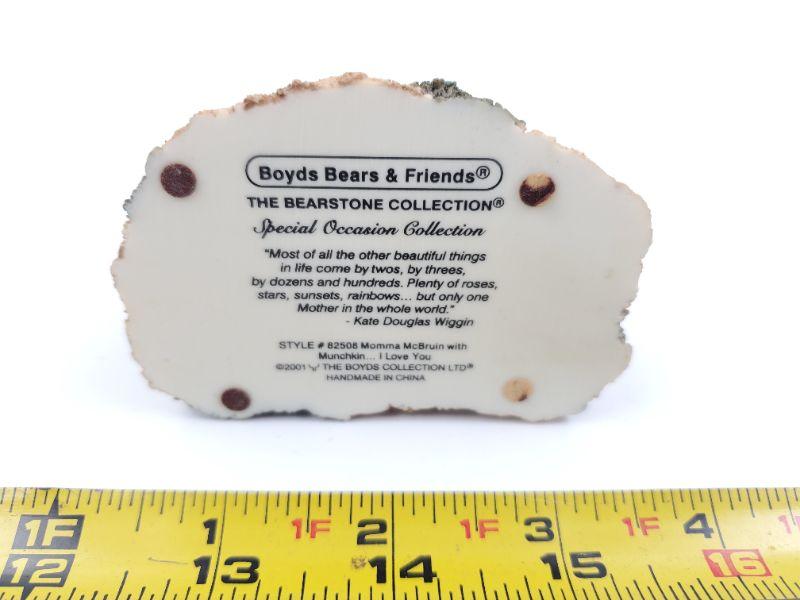 Boyds Bears & Friends®
THE BEARSTONE COLLECTION®
Special Occasion Collection
"Most of all the other beautiful things
in life come by twos, by threes,
by dozens and hundreds. Plenty of roses,
stars, sunsets, rainbows... but only one
Mother in the whole world."
- Kate Douglas Wiggin
STYLE # 82508 Momma McBruin with
Munchkin... I Love You
©2001 THE BOYDS COLLECTION LTD®
HANDMADE IN CHINA
1F 1 1F 2 1F 3 1F 4 1F
12 13 14 15 16